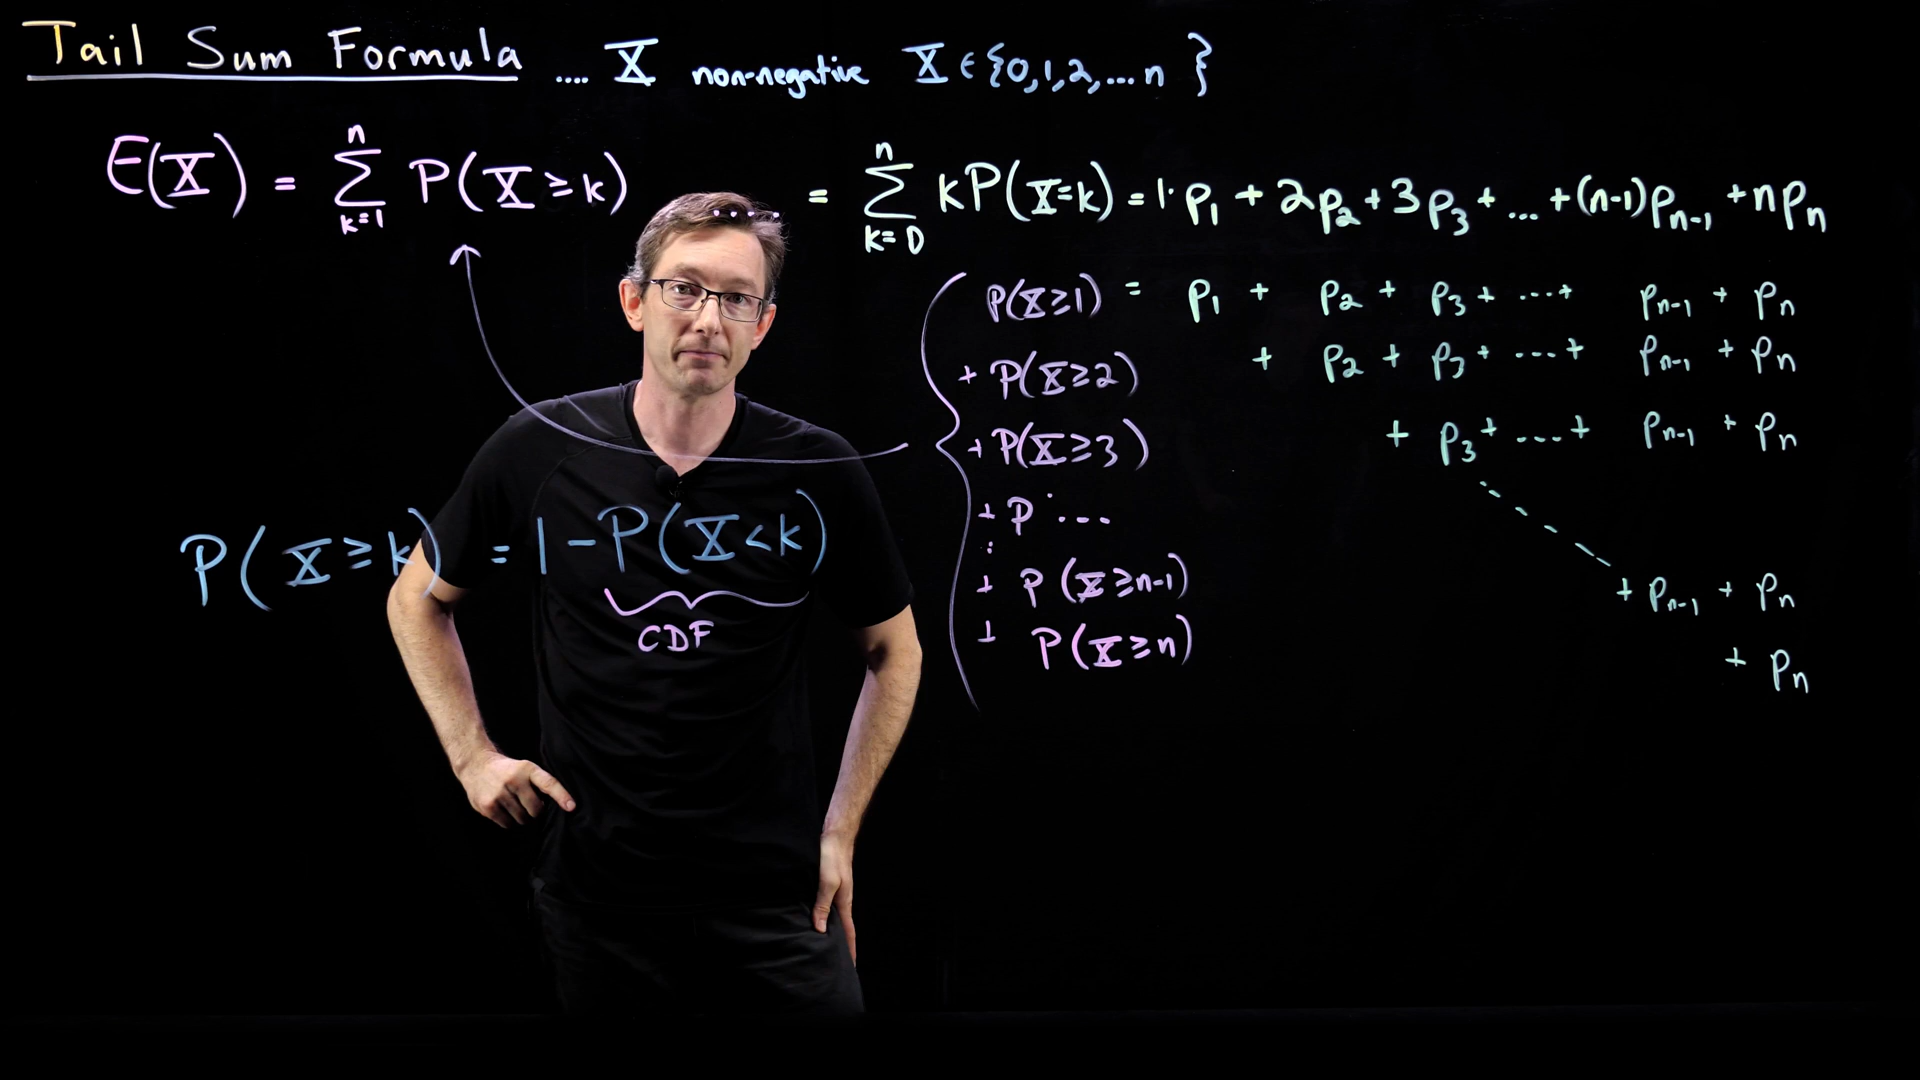 Tail Sum Formula .... X non-negative X ∈ {0,1,2,... n }
E(X) = ∑_{k=1}^{n} P(X ≥ k) .... = ∑_{k=0}^{n} kP(X=k) = 1·p₁ + 2p₂ + 3p₃ + ... + (n-1)pₙ₋₁ + npₙ
P(X≥1) = p₁ + p₂ + p₃ + ... + pₙ₋₁ + pₙ
+ P(X≥2) + p₂ + p₃ + ... + pₙ₋₁ + pₙ
+ P(X≥3) + p₃ + ... + pₙ₋₁ + pₙ
+ P ...
+ P(X≥n-1) + pₙ₋₁ + pₙ
+ P(X≥n) + pₙ
P(X≥k) = 1-P(X<k)
CDF